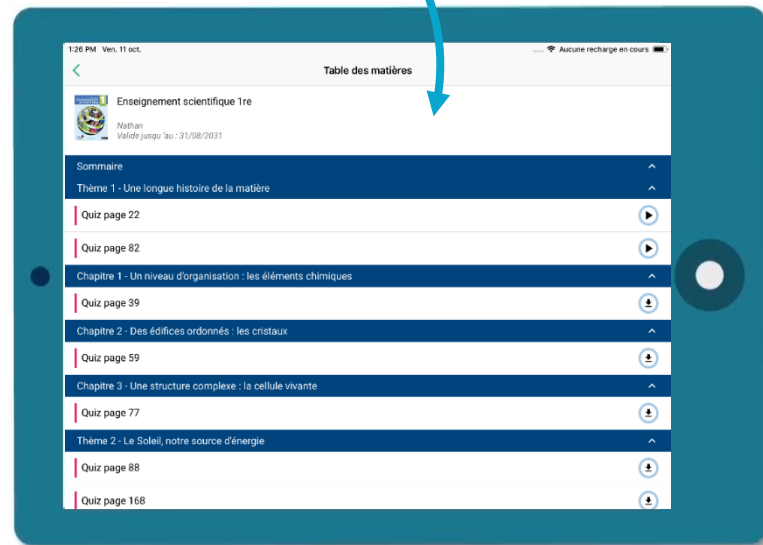 1:26 PM Ven. 11 oct.
Aucune recharge en cours
Table des matières
Enseignement scientifique 1re
Nathan
Valide jusqu 'au : 31/08/2031
Sommaire
Thème 1 - Une longue histoire de la matière
Quiz page 22
Quiz page 82
Chapitre 1 - Un niveau d'organisation : les éléments chimiques
Quiz page 39
Chapitre 2 - Des édifices ordonnés : les cristaux
Quiz page 59
Chapitre 3 - Une structure complexe : la cellule vivante
Quiz page 77
Thème 2 - Le Soleil, notre source d'énergie
Quiz page 88
Quiz page 168